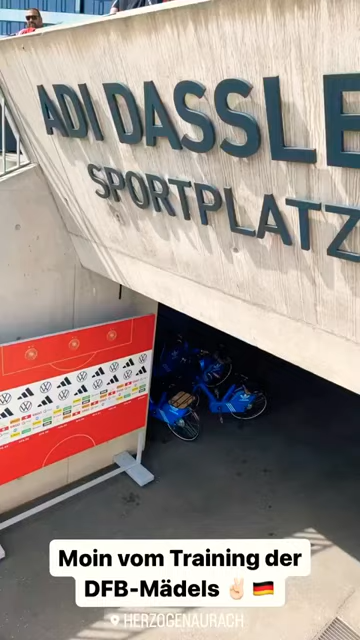 ADI DASSLE
SPORTPLATZ
Moin vom Training der
DFB-Mädels ✌🏻 🇩🇪
HERZOGENAURACH